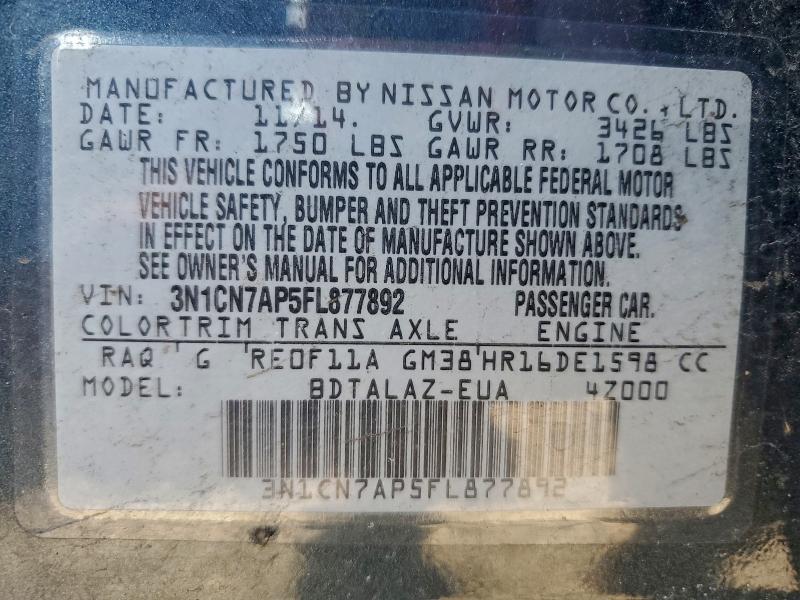 MANUFACTURED BY NISSAN MOTOR CO., LTD.
DATE: 11/14. GVWR: 3426 LBS
GAWR FR: 1750 LBS GAWR RR: 1708 LBS
THIS VEHICLE CONFORMS TO ALL APPLICABLE FEDERAL MOTOR
VEHICLE SAFETY, BUMPER AND THEFT PREVENTION STANDARDS
IN EFFECT ON THE DATE OF MANUFACTURE SHOWN ABOVE.
SEE OWNER'S MANUAL FOR ADDITIONAL INFORMATION.
VIN: 3N1CN7AP5FL877892 PASSENGER CAR.
COLOR TRIM TRANS AXLE ENGINE
RAQ G RE0F11A GM38 HR16DE1598 CC
MODEL: BDTALAZ-EUA 4Z000
3N1CN7AP5FL877892